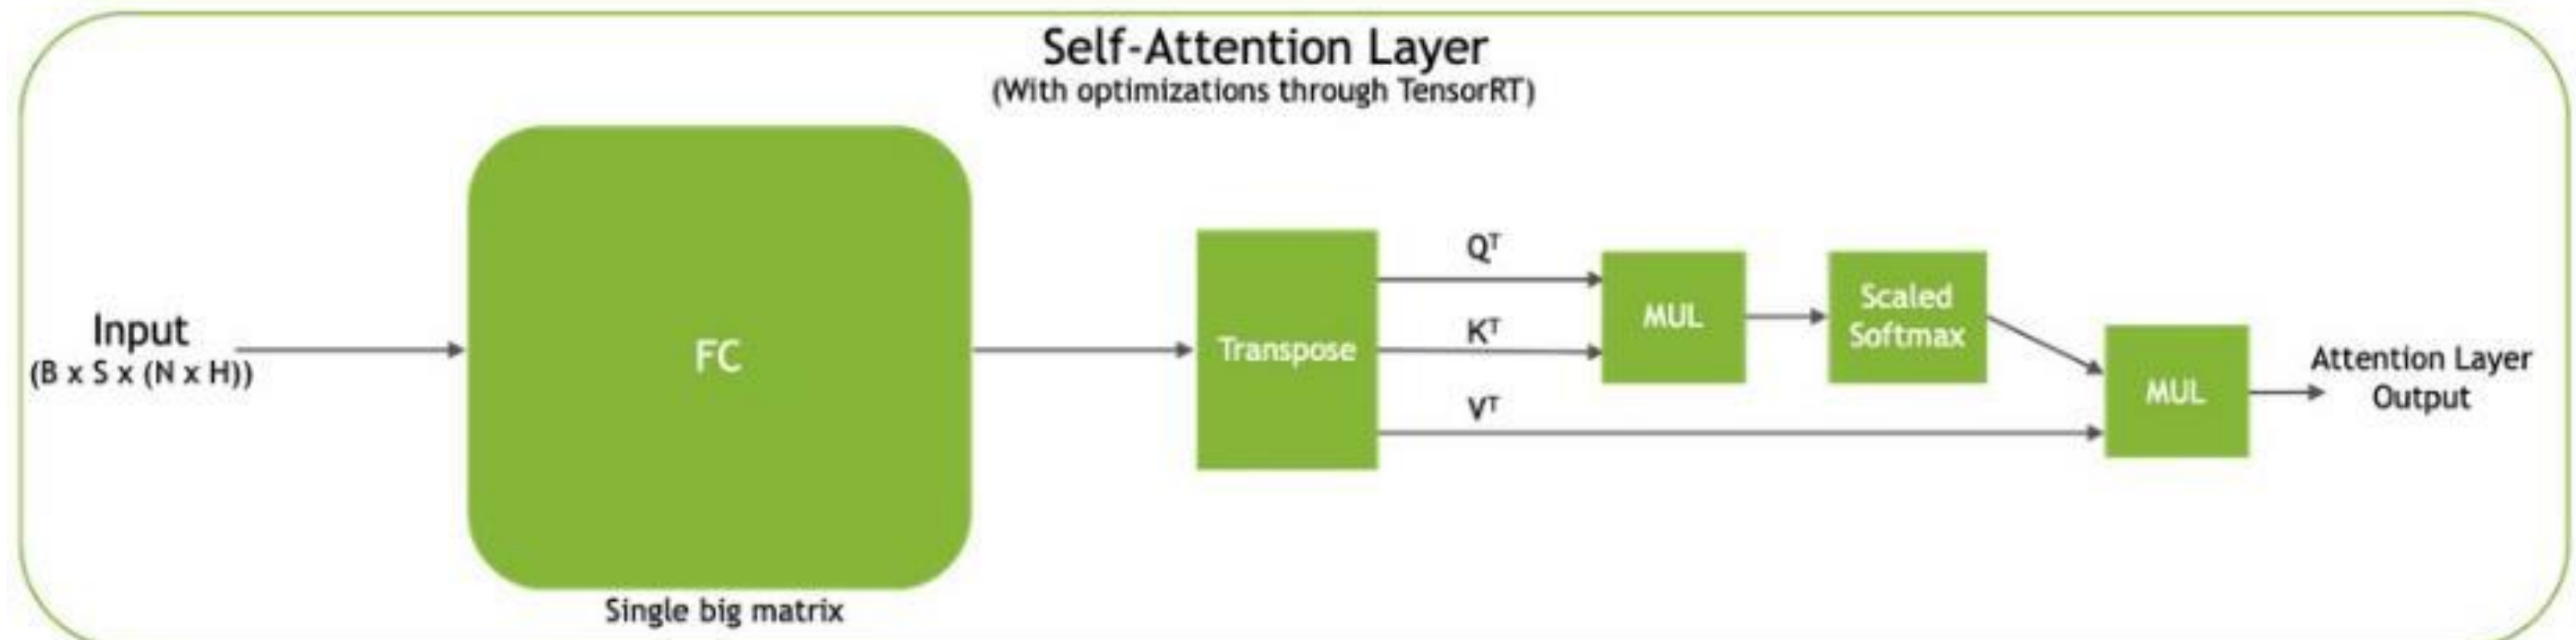 Self-Attention Layer
(With optimizations through TensorRT)
Input
(B x S x (N x H))
FC
Single big matrix
Transpose
Qᵀ
Kᵀ
Vᵀ
MUL
Scaled
Softmax
MUL
Attention Layer
Output